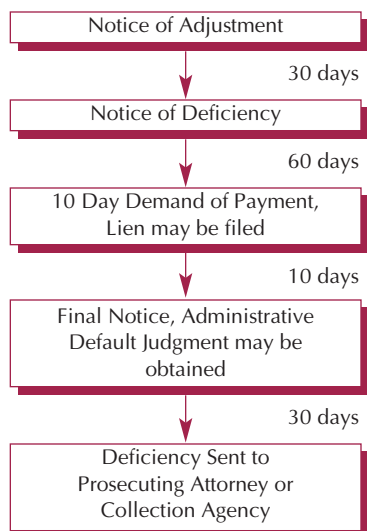 Notice of Adjustment
30 days
Notice of Deficiency
60 days
10 Day Demand of Payment,
Lien may be filed
10 days
Final Notice, Administrative
Default Judgment may be
obtained
30 days
Deficiency Sent to
Prosecuting Attorney or
Collection Agency